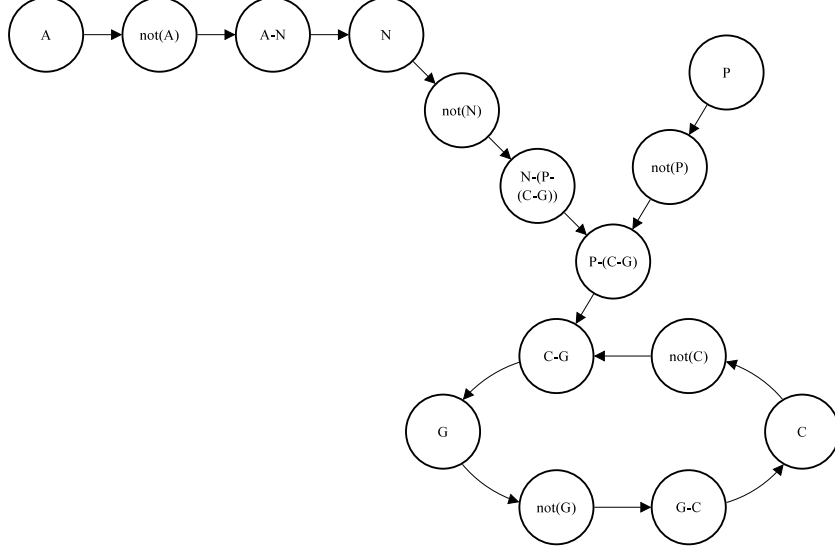 A
not(A)
A-N
N
P
not(N)
not(P)
N-(P-
(C-G))
P-(C-G)
C-G
not(C)
G
C
not(G)
G-C